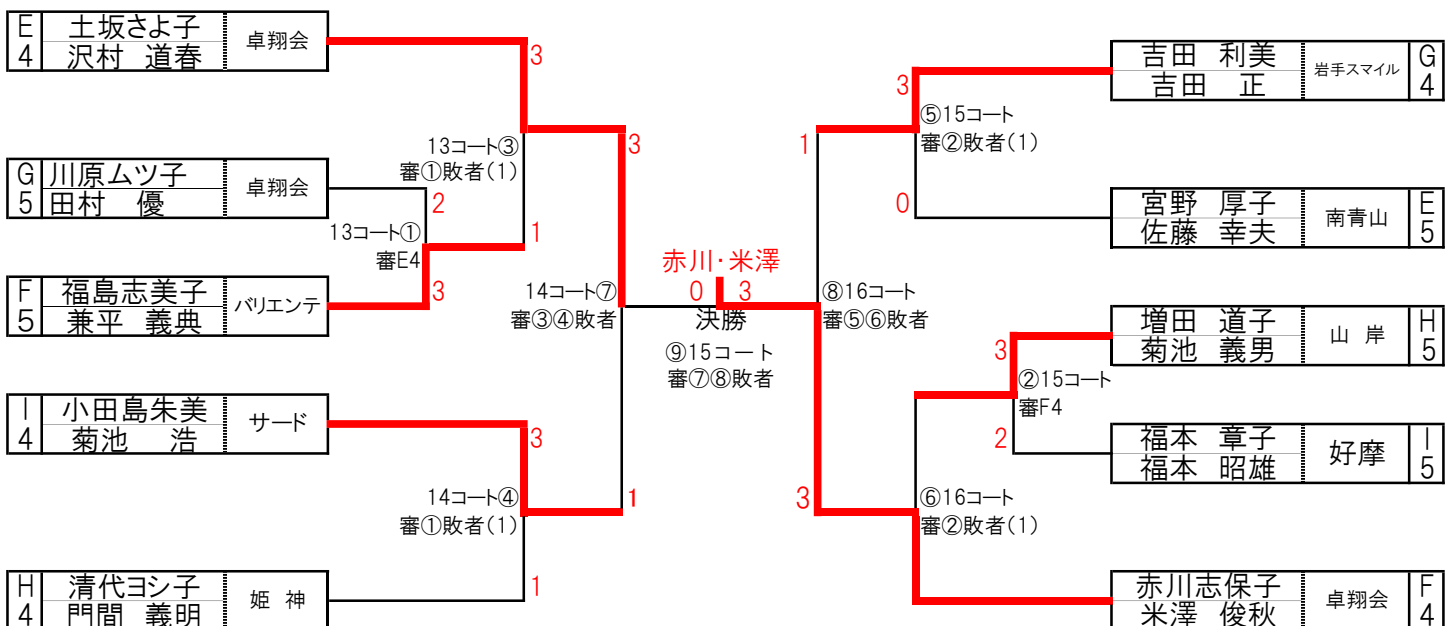 E 土坂さよ子 卓翔会
4 沢村 道春
3
13コート③
審①敗者(1)
3
G 川原ムツ子 卓翔会
5 田村 優
2
13コート①
審E4
1
F 福島志美子 バリエンテ
5 兼平 義典
3
14コート⑦
審③④敗者
I 小田島朱美 サード
4 菊池 浩
3
14コート④
審①敗者(1)
1
H 清代ヨシ子 姫 神
4 門間 義明
1
赤川・米澤
0 3
決勝
⑨15コート
審⑦⑧敗者
吉田 利美 岩手スマイル G
吉田 正 4
3
⑤15コート
審②敗者(1)
1
0
宮野 厚子 南青山 E
佐藤 幸夫 5
⑧16コート
審⑤⑥敗者
増田 道子 山 岸 H
菊池 義男 5
3
②15コート
審F4
2
福本 章子 好摩 I
福本 昭雄 5
3
⑥16コート
審②敗者(1)
赤川志保子 卓翔会 F
米澤 俊秋 4